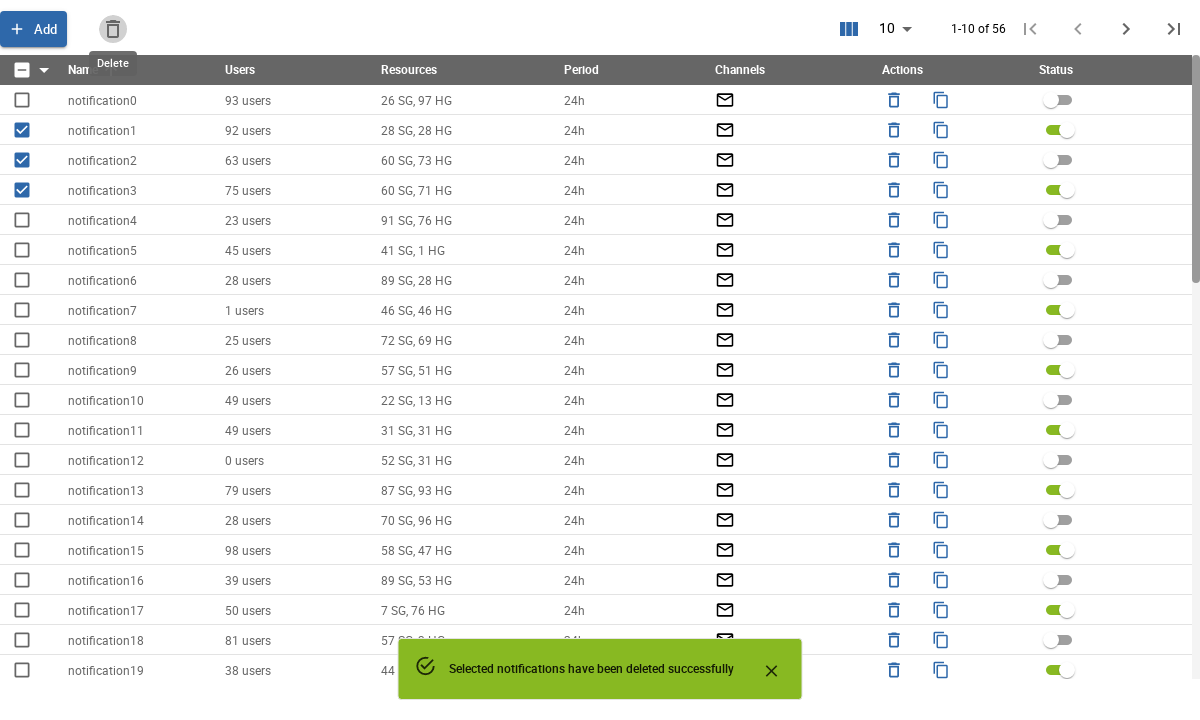 Add 10 1-10 of 56
Delete
Users Resources Period Channels Actions Status
notification0 93 users 26 SG, 97 HG 24h
notification1 92 users 28 SG, 28 HG 24h
notification2 63 users 60 SG, 73 HG 24h
notification3 75 users 60 SG, 71 HG 24h
notification4 23 users 91 SG, 76 HG 24h
notification5 45 users 41 SG, 1 HG 24h
notification6 28 users 89 SG, 28 HG 24h
notification7 1 users 46 SG, 46 HG 24h
notification8 25 users 72 SG, 69 HG 24h
notification9 26 users 57 SG, 51 HG 24h
notification10 49 users 22 SG, 13 HG 24h
notification11 49 users 31 SG, 31 HG 24h
notification12 0 users 52 SG, 31 HG 24h
notification13 79 users 87 SG, 93 HG 24h
notification14 28 users 70 SG, 96 HG 24h
notification15 98 users 58 SG, 47 HG 24h
notification16 39 users 89 SG, 53 HG 24h
notification17 50 users 7 SG, 76 HG 24h
notification18 81 users 57
notification19 38 users 44
Selected notifications have been deleted successfully